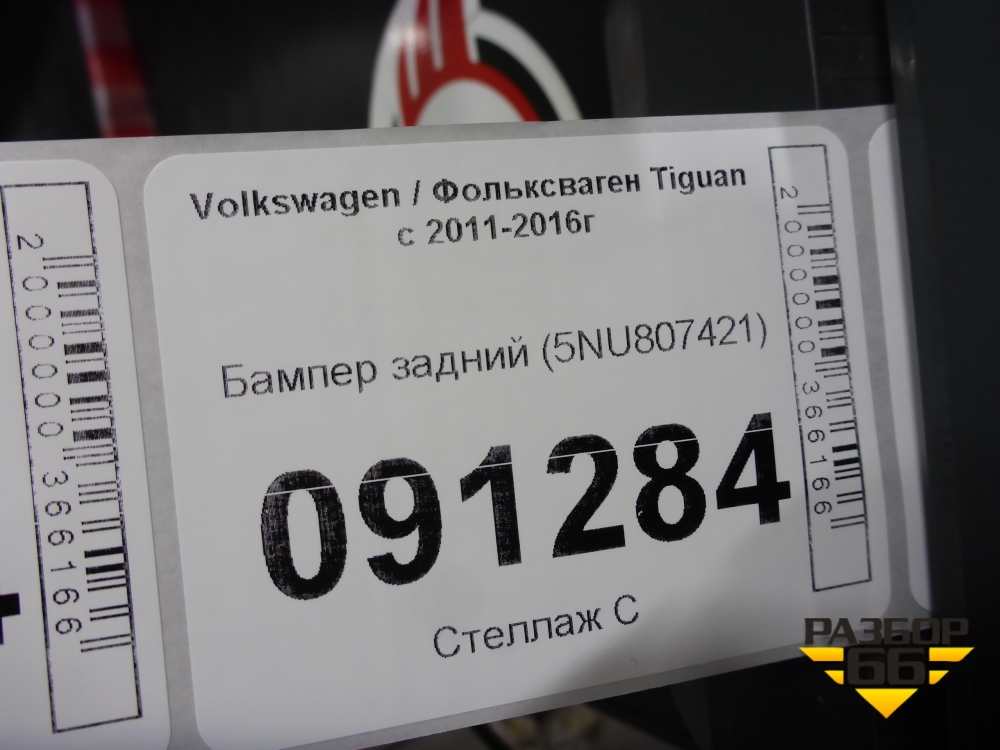 Volkswagen / Фольксваген Tiguan
с 2011-2016г
Бампер задний (5NU807421)
091284
Стеллаж С
2000000366166
2000000366166
РАЗБОР
66